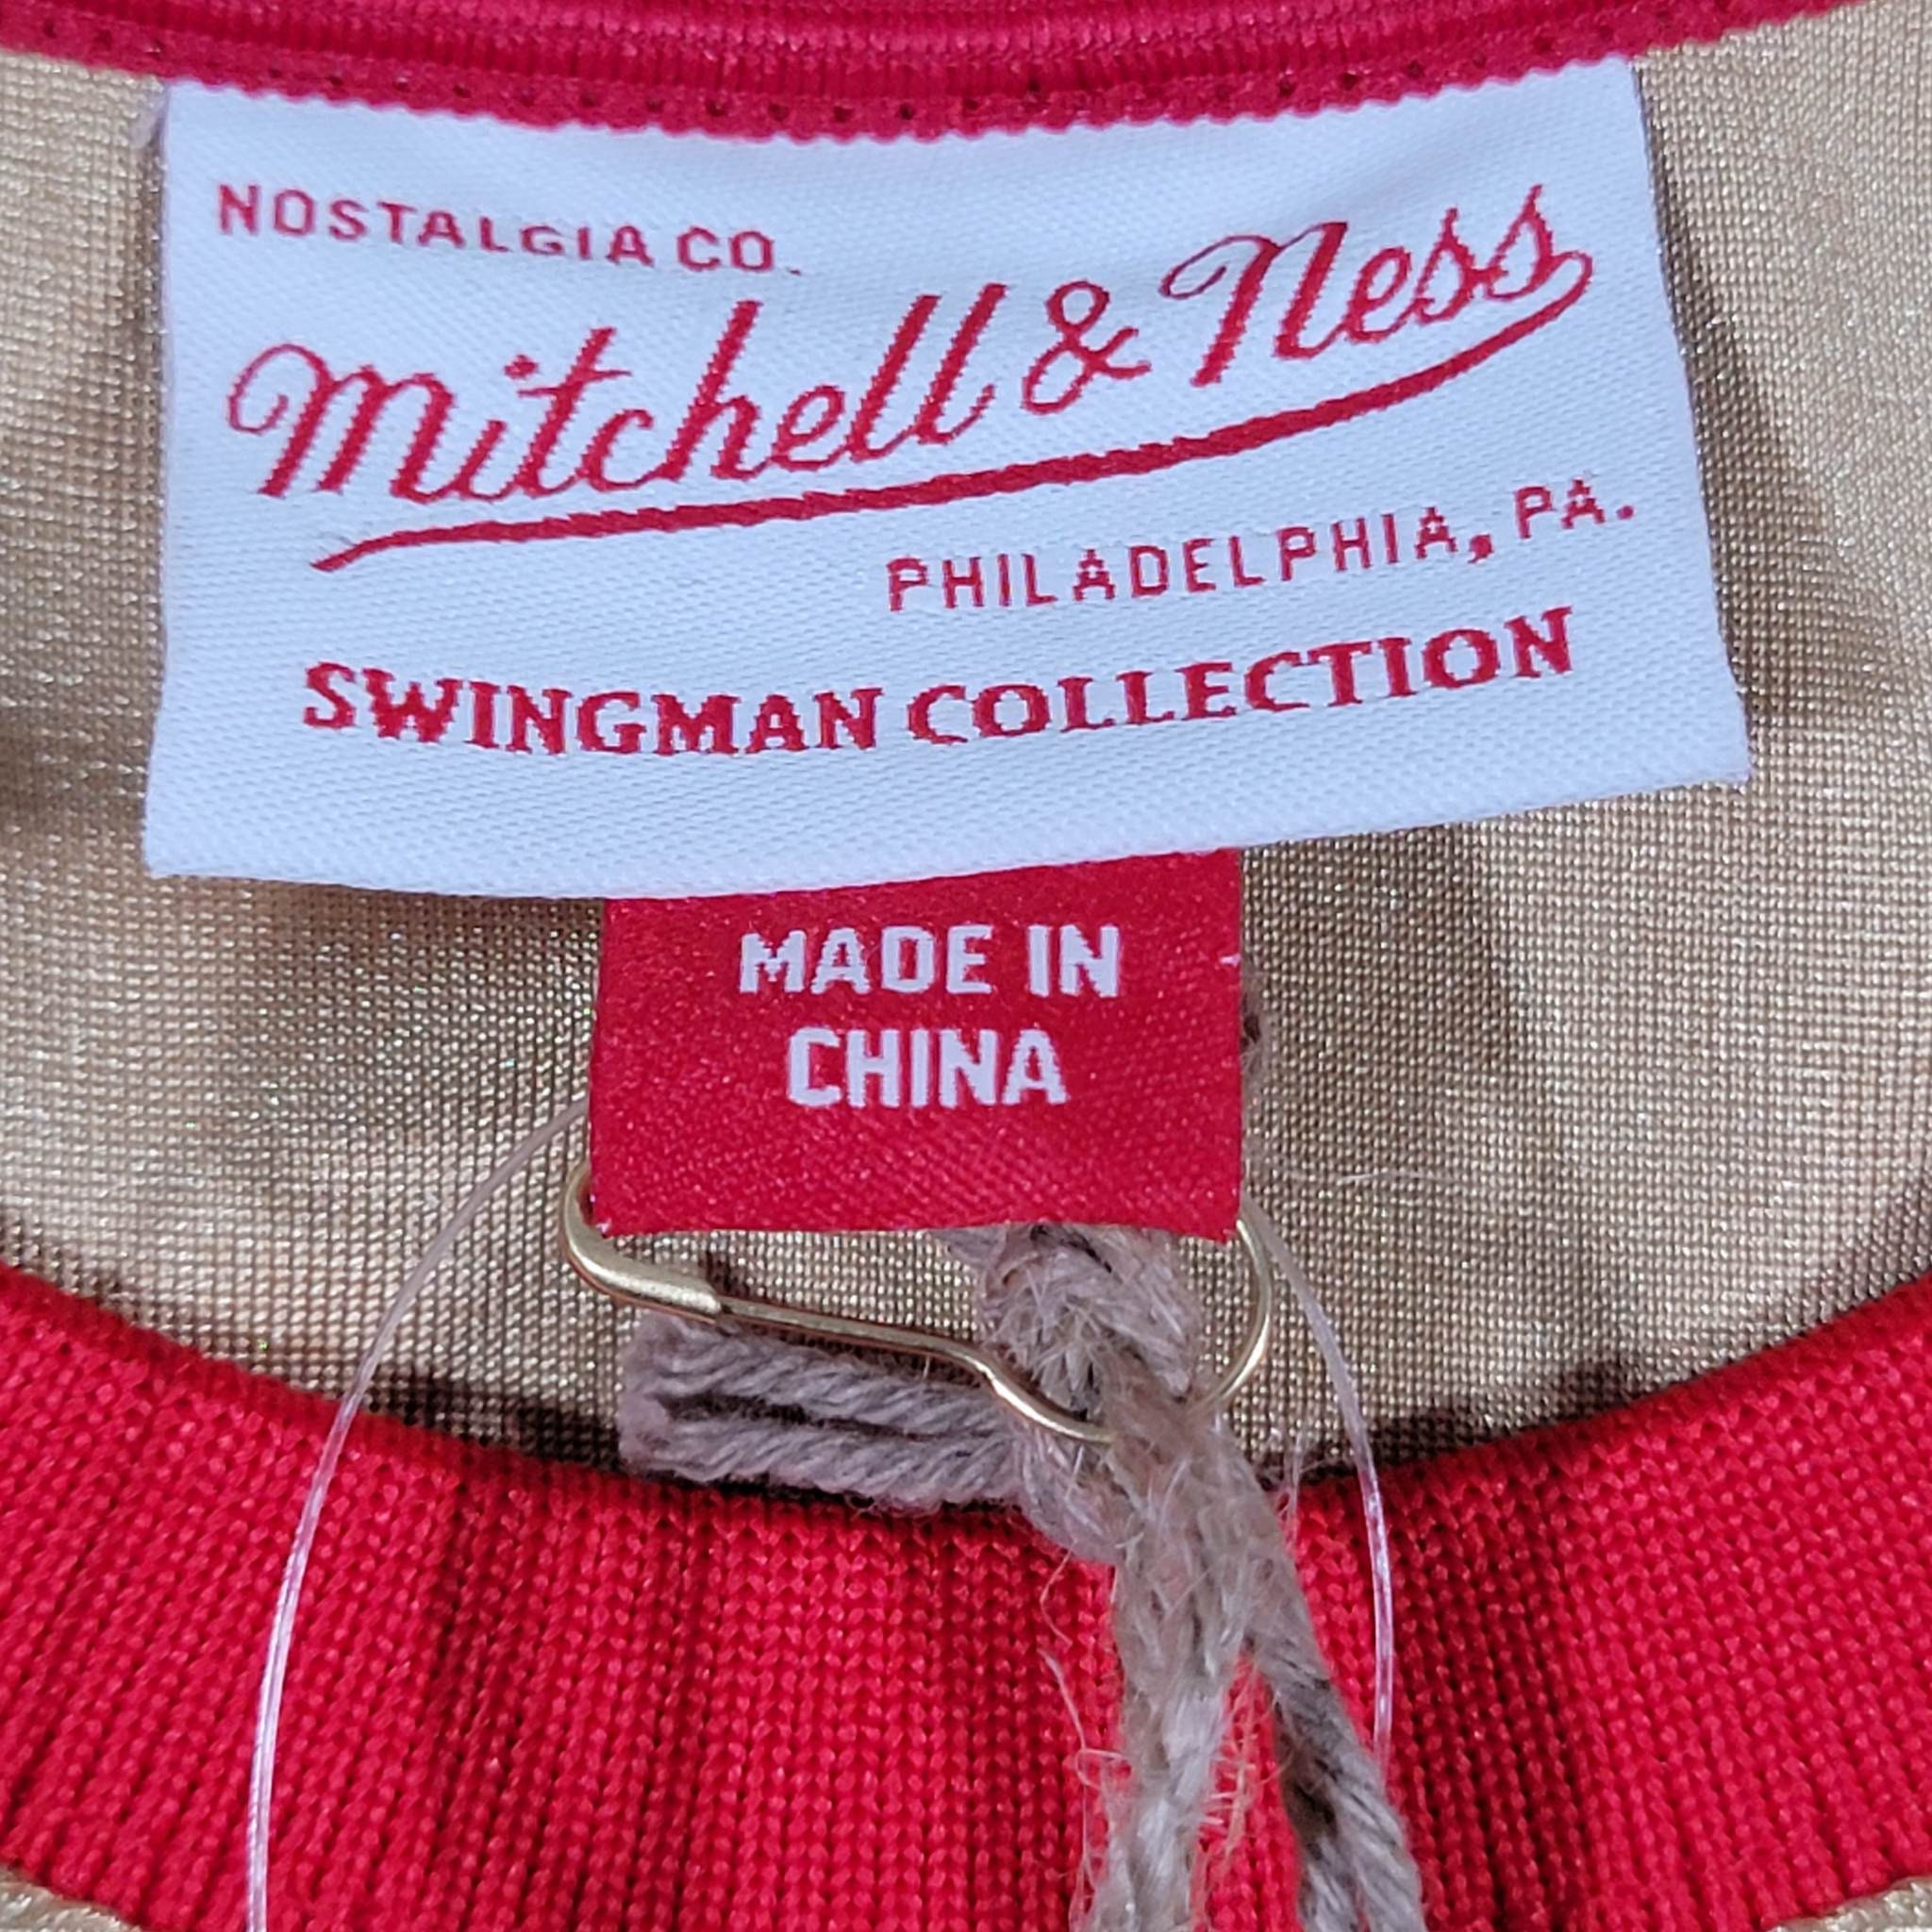 NOSTALGIA CO.
Mitchell & Ness
PHILADELPHIA, PA.
SWINGMAN COLLECTION
MADE IN
CHINA